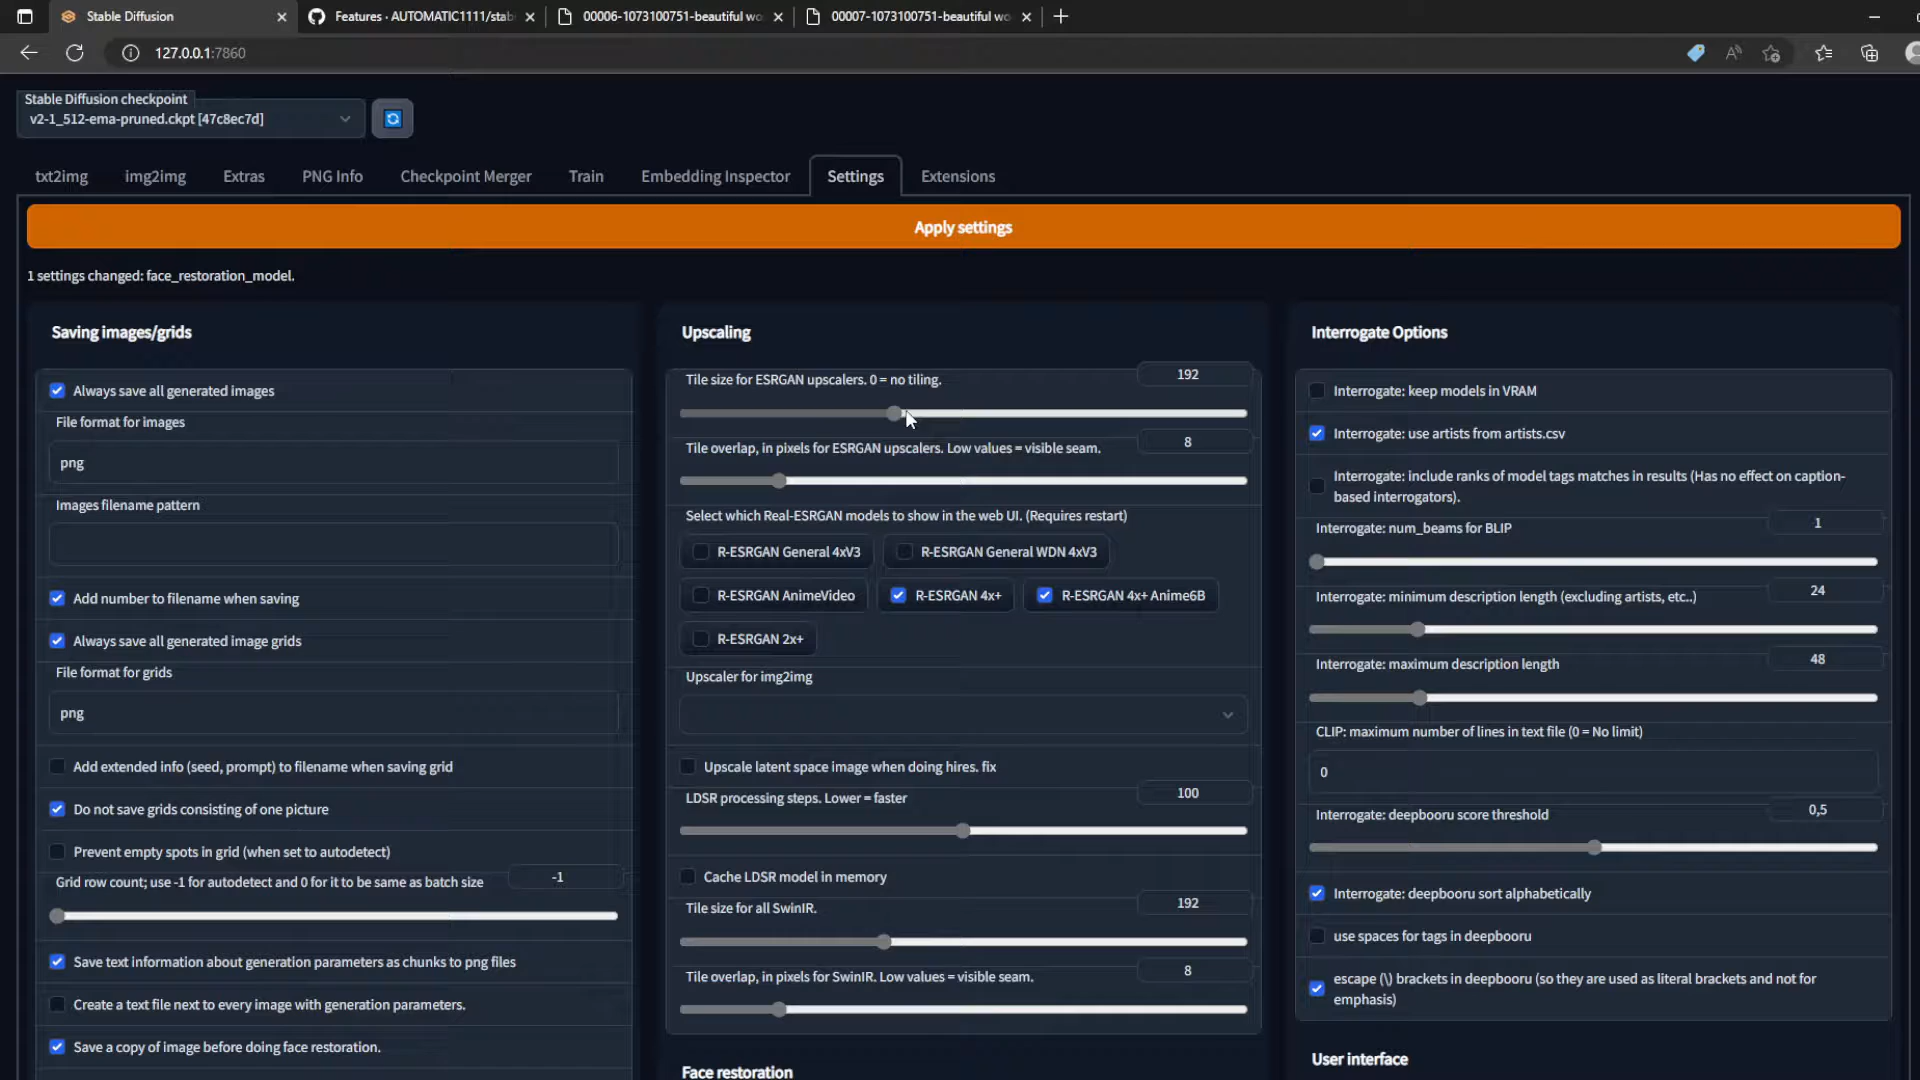 Stable Diffusion
Features · AUTOMATIC1111/stab
00006-1073100751-beautiful wo
00007-1073100751-beautiful wo
127.0.0.1:7860
Stable Diffusion checkpoint
v2-1_512-ema-pruned.ckpt [47c8ec7d]
txt2img
img2img
Extras
PNG Info
Checkpoint Merger
Train
Embedding Inspector
Settings
Extensions
Apply settings
1 settings changed: face_restoration_model.
Saving images/grids
Always save all generated images
File format for images
png
Images filename pattern
Add number to filename when saving
Always save all generated image grids
File format for grids
png
Add extended info (seed, prompt) to filename when saving grid
Do not save grids consisting of one picture
Prevent empty spots in grid (when set to autodetect)
Grid row count; use -1 for autodetect and 0 for it to be same as batch size
-1
Save text information about generation parameters as chunks to png files
Create a text file next to every image with generation parameters.
Save a copy of image before doing face restoration.
Upscaling
Tile size for ESRGAN upscalers. 0 = no tiling.
192
Tile overlap, in pixels for ESRGAN upscalers. Low values = visible seam.
8
Select which Real-ESRGAN models to show in the web UI. (Requires restart)
R-ESRGAN General 4xV3
R-ESRGAN General WDN 4xV3
R-ESRGAN AnimeVideo
R-ESRGAN 4x+
R-ESRGAN 4x+ Anime6B
R-ESRGAN 2x+
Upscaler for img2img
Upscale latent space image when doing hires. fix
LDSR processing steps. Lower = faster
100
Cache LDSR model in memory
Tile size for all SwinIR.
192
Tile overlap, in pixels for SwinIR. Low values = visible seam.
8
Face restoration
Interrogate Options
Interrogate: keep models in VRAM
Interrogate: use artists from artists.csv
Interrogate: include ranks of model tags matches in results (Has no effect on caption-
based interrogators).
Interrogate: num_beams for BLIP
1
Interrogate: minimum description length (excluding artists, etc..)
24
Interrogate: maximum description length
48
CLIP: maximum number of lines in text file (0 = No limit)
0
Interrogate: deepbooru score threshold
0,5
Interrogate: deepbooru sort alphabetically
use spaces for tags in deepbooru
escape (\) brackets in deepbooru (so they are used as literal brackets and not for
emphasis)
User interface